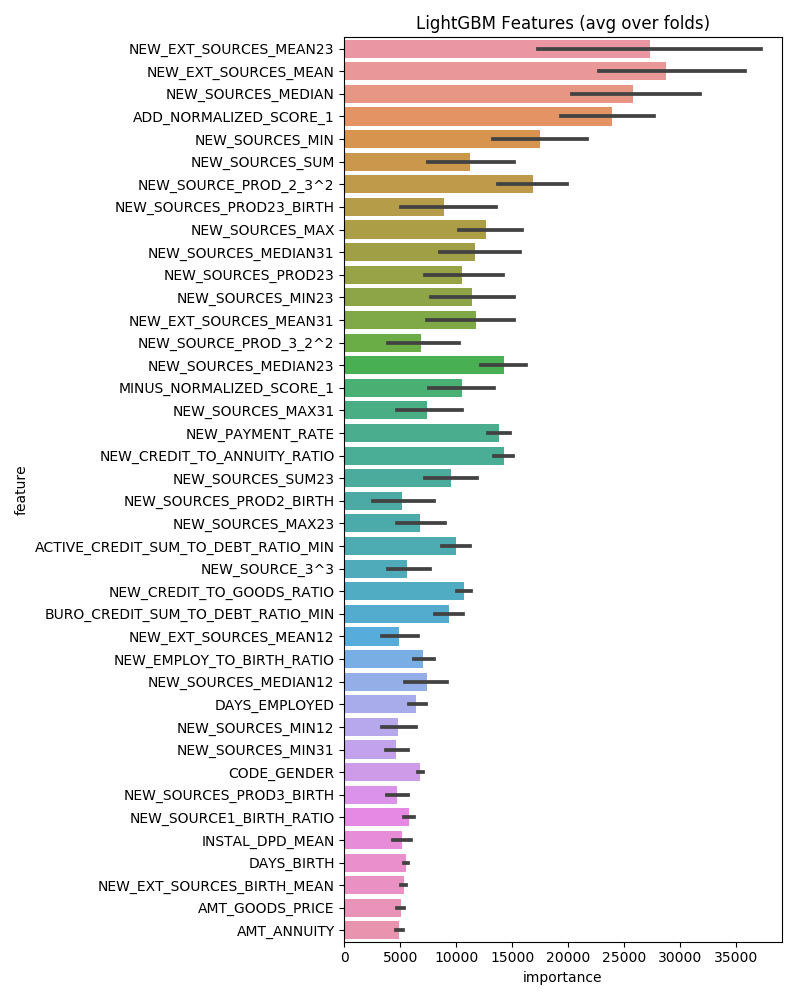 LightGBM Features (avg over folds)
NEW_EXT_SOURCES_MEAN23
NEW_EXT_SOURCES_MEAN
NEW_SOURCES_MEDIAN
ADD_NORMALIZED_SCORE_1
NEW_SOURCES_MIN
NEW_SOURCES_SUM
NEW_SOURCE_PROD_2_3^2
NEW_SOURCES_PROD23_BIRTH
NEW_SOURCES_MAX
NEW_SOURCES_MEDIAN31
NEW_SOURCES_PROD23
NEW_SOURCES_MIN23
NEW_EXT_SOURCES_MEAN31
NEW_SOURCE_PROD_3_2^2
NEW_SOURCES_MEDIAN23
MINUS_NORMALIZED_SCORE_1
NEW_SOURCES_MAX31
NEW_PAYMENT_RATE
NEW_CREDIT_TO_ANNUITY_RATIO
NEW_SOURCES_SUM23
NEW_SOURCES_PROD2_BIRTH
NEW_SOURCES_MAX23
ACTIVE_CREDIT_SUM_TO_DEBT_RATIO_MIN
NEW_SOURCE_3^3
NEW_CREDIT_TO_GOODS_RATIO
BURO_CREDIT_SUM_TO_DEBT_RATIO_MIN
NEW_EXT_SOURCES_MEAN12
NEW_EMPLOY_TO_BIRTH_RATIO
NEW_SOURCES_MEDIAN12
DAYS_EMPLOYED
NEW_SOURCES_MIN12
NEW_SOURCES_MIN31
CODE_GENDER
NEW_SOURCES_PROD3_BIRTH
NEW_SOURCE1_BIRTH_RATIO
INSTAL_DPD_MEAN
DAYS_BIRTH
NEW_EXT_SOURCES_BIRTH_MEAN
AMT_GOODS_PRICE
AMT_ANNUITY
feature
0 5000 10000 15000 20000 25000 30000 35000
importance